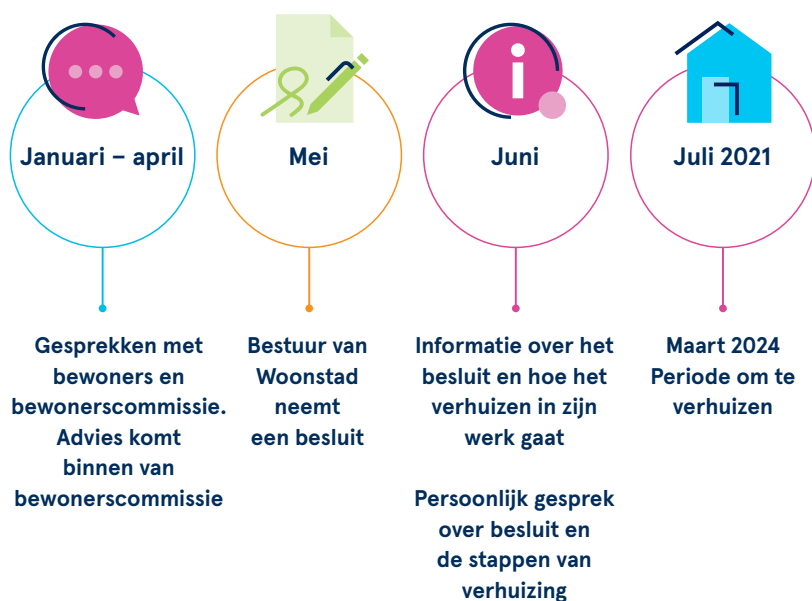 Januari – april
Gesprekken met
bewoners en
bewonerscommissie.
Advies komt
binnen van
bewonerscommissie
Mei
Bestuur van
Woonstad
neemt
een besluit
Juni
Informatie over het
besluit en hoe het
verhuizen in zijn
werk gaat
Persoonlijk gesprek
over besluit en
de stappen van
verhuizing
Juli 2021
Maart 2024
Periode om te
verhuizen